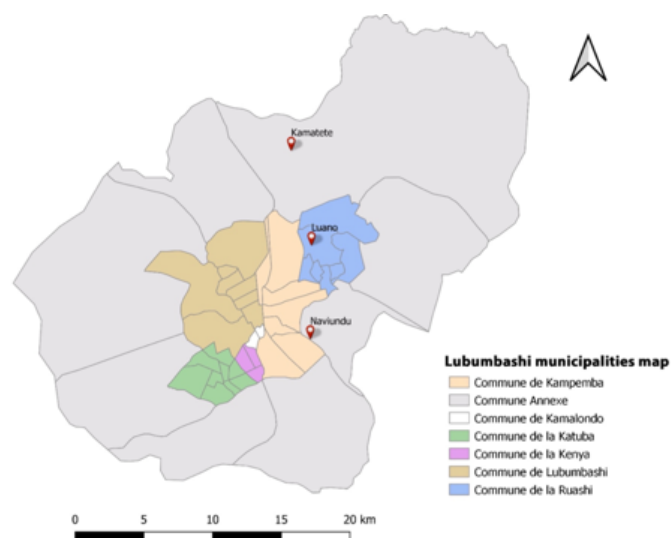 Kamatete
Luano
Naviundu
Lubumbashi municipalities map
Commune de Kampemba
Commune Annexe
Commune de Kamalondo
Commune de la Katuba
Commune de la Kenya
Commune de Lubumbashi
Commune de la Ruashi
0 5 10 15 20 km